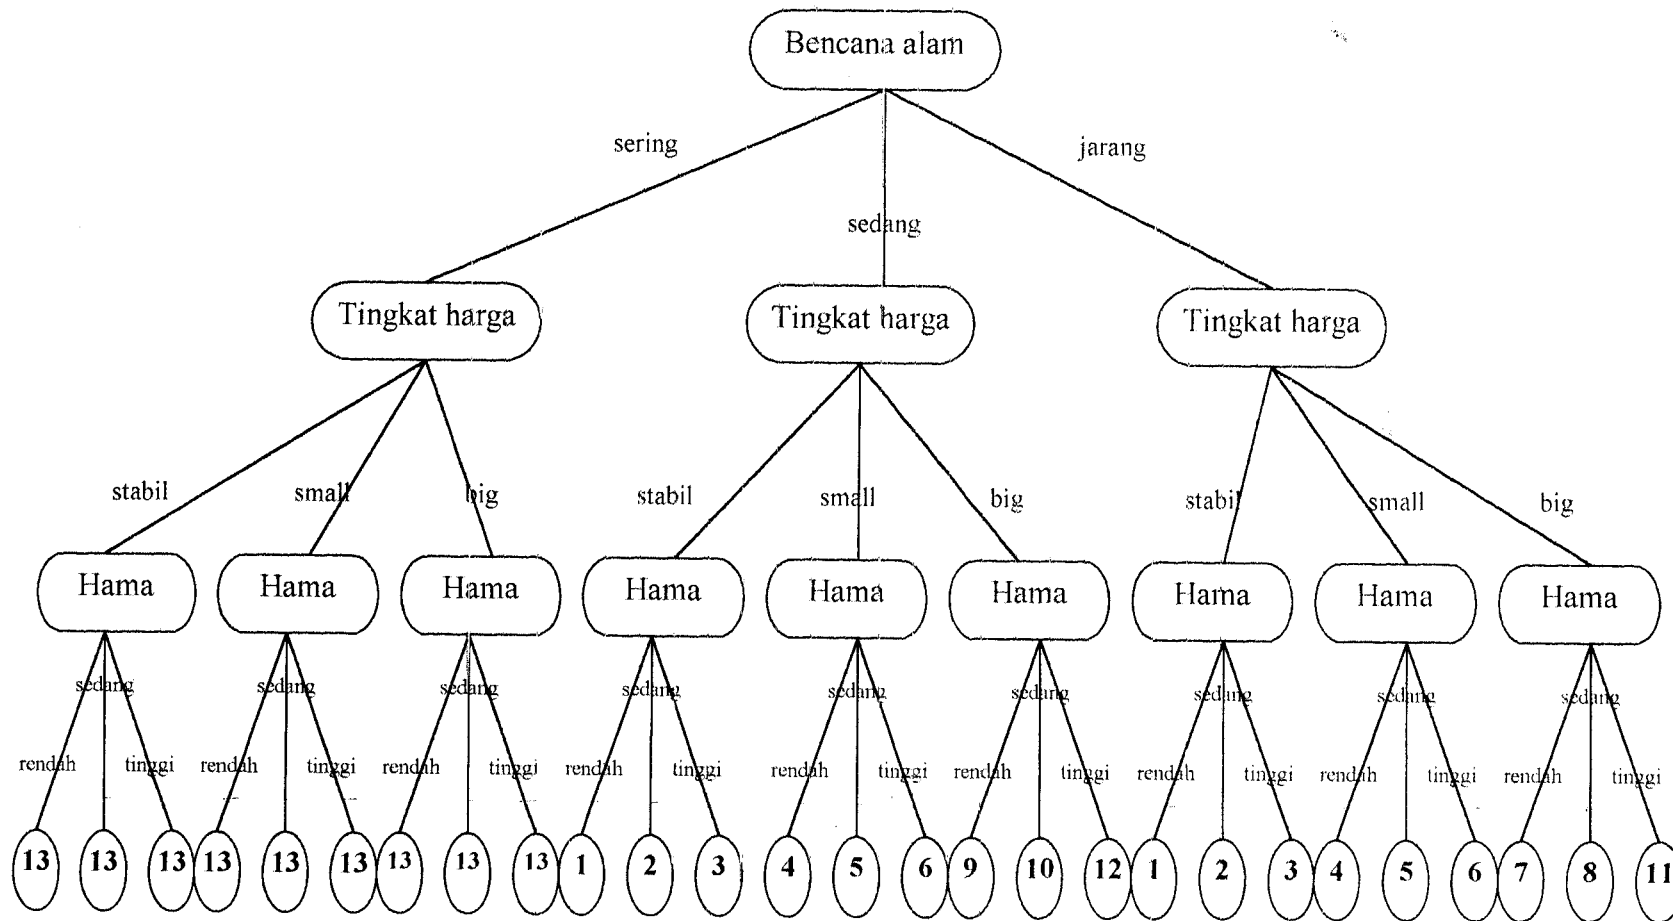 Bencana alam
sering
jarang
sedang
Tingkat harga Tingkat harga Tingkat harga
stabil small big stabil small big stabil small big
Hama Hama Hama Hama Hama Hama Hama Hama Hama
sedang sedang sedang sedang sedang sedang sedang sedang sedang
rendah tinggi rendah tinggi rendah tinggi rendah tinggi rendah tinggi rendah tinggi rendah tinggi rendah tinggi rendah tinggi
13 13 13 13 13 13 13 13 13 1 2 3 4 5 6 9 10 12 1 2 3 4 5 6 7 8 11